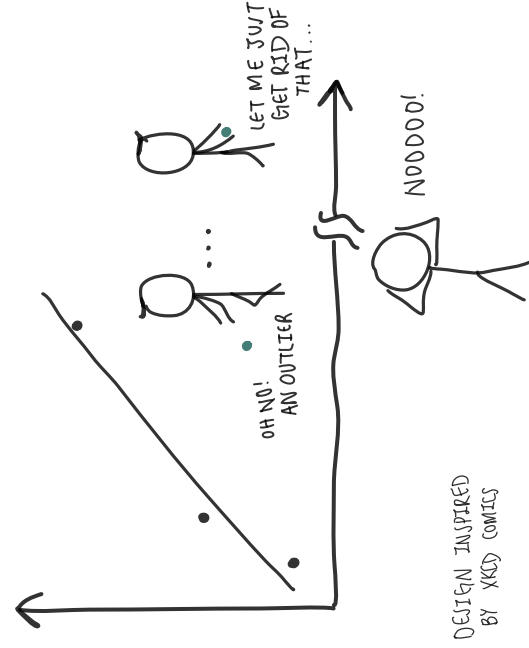 OH NO!
AN OUTLIER
LET ME JUST
GET RID OF
THAT...
NOOOOOO!
DESIGN INSPIRED
BY XKCD COMICS